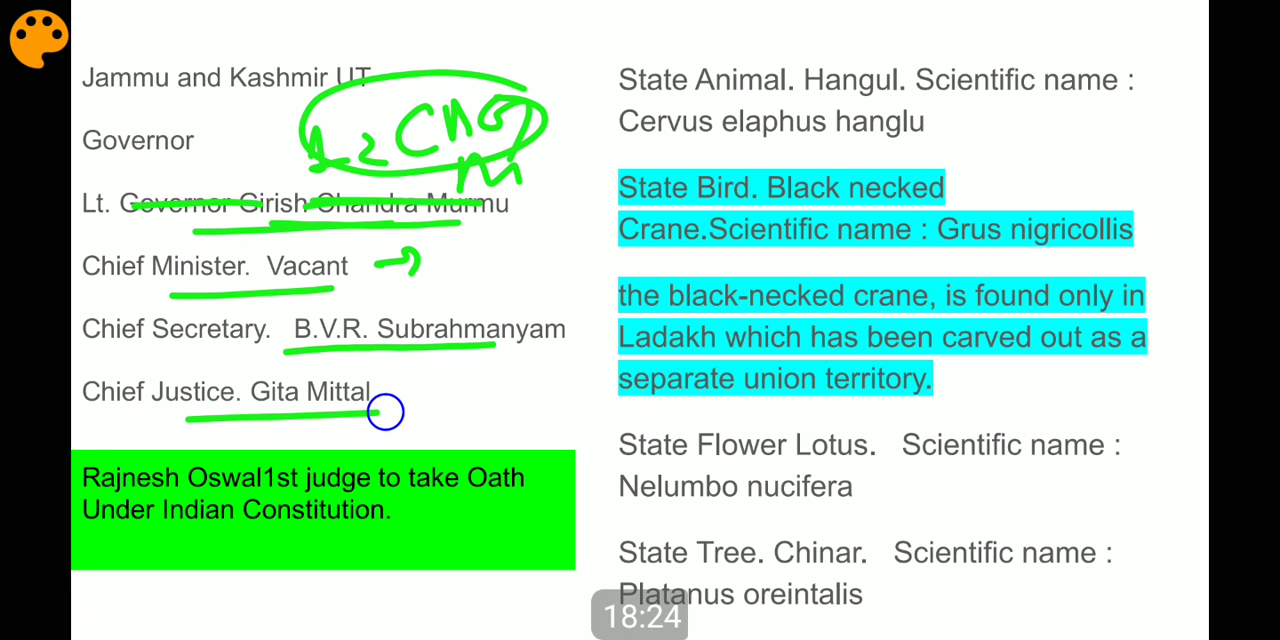 Jammu and Kashmir UT
Governor
Lt. Governor Girish Chandra Murmu
Chief Minister. Vacant
Chief Secretary. B.V.R. Subrahmanyam
Chief Justice. Gita Mittal
Rajnesh Oswal1st judge to take Oath
Under Indian Constitution.
State Animal. Hangul. Scientific name :
Cervus elaphus hanglu
State Bird. Black necked
Crane.Scientific name : Grus nigricollis
the black-necked crane, is found only in
Ladakh which has been carved out as a
separate union territory.
State Flower Lotus. Scientific name :
Nelumbo nucifera
State Tree. Chinar. Scientific name :
Platanus oreintalis
18:24